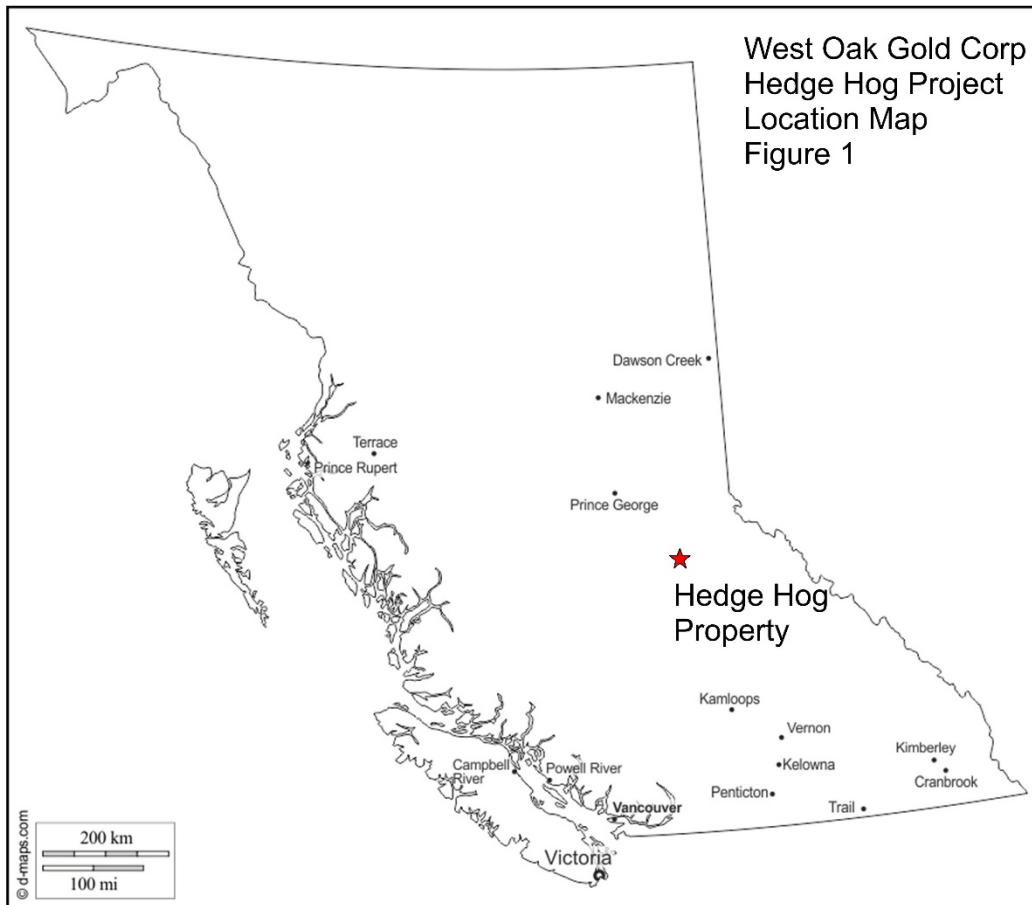 West Oak Gold Corp
Hedge Hog Project
Location Map
Figure 1
Dawson Creek
Mackenzie
Terrace
Prince Rupert
Prince George
Hedge Hog
Property
Kamloops
Vernon
Kimberley
Campbell
River
Powell River
Kelowna
Cranbrook
Penticton
Trail
Vancouver
Victoria
200 km
100 mi
© d-maps.com